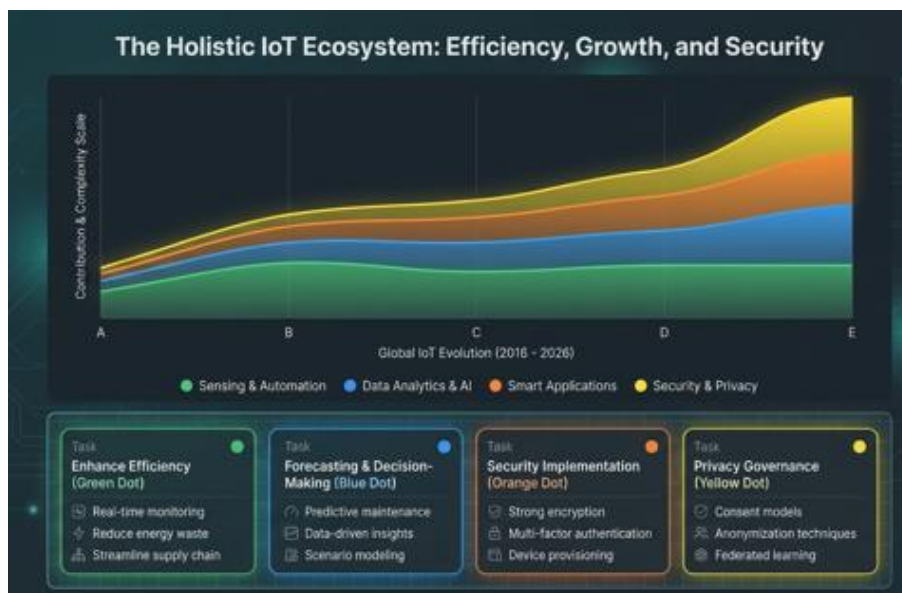 The Holistic IoT Ecosystem: Efficiency, Growth, and Security
Contribution & Complexity Scale
A B C D E
Global IoT Evolution (2016 - 2026)
Sensing & Automation Data Analytics & AI Smart Applications Security & Privacy
Task
Enhance Efficiency
(Green Dot)
Real-time monitoring
Reduce energy waste
Streamline supply chain
Task
Forecasting & Decision-
Making (Blue Dot)
Predictive maintenance
Data-driven insights
Scenario modeling
Task
Security Implementation
(Orange Dot)
Strong encryption
Multi-factor authentication
Device provisioning
Task
Privacy Governance
(Yellow Dot)
Consent models
Anonymization techniques
Federated learning